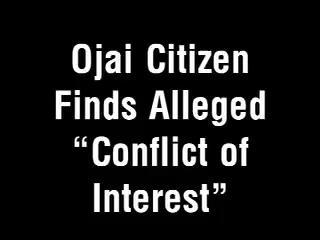 Ojai Citizen
Finds Alleged
“Conflict of
Interest”